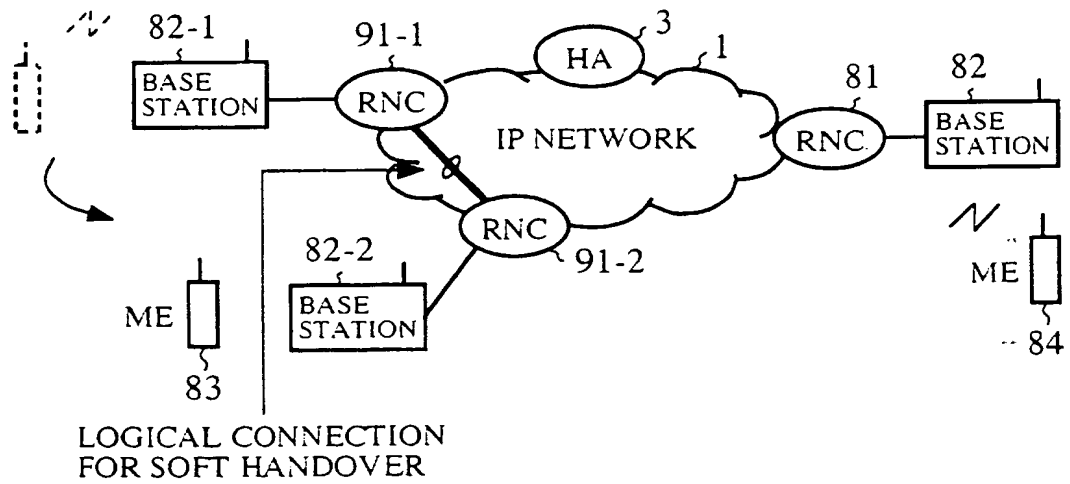 82-1
91-1
3
1
81
82
BASE
STATION
RNC
HA
IP NETWORK
RNC.
BASE
STATION
RNC
91-2
82-2
BASE
STATION
ME
83
ME
84
LOGICAL CONNECTION
FOR SOFT HANDOVER